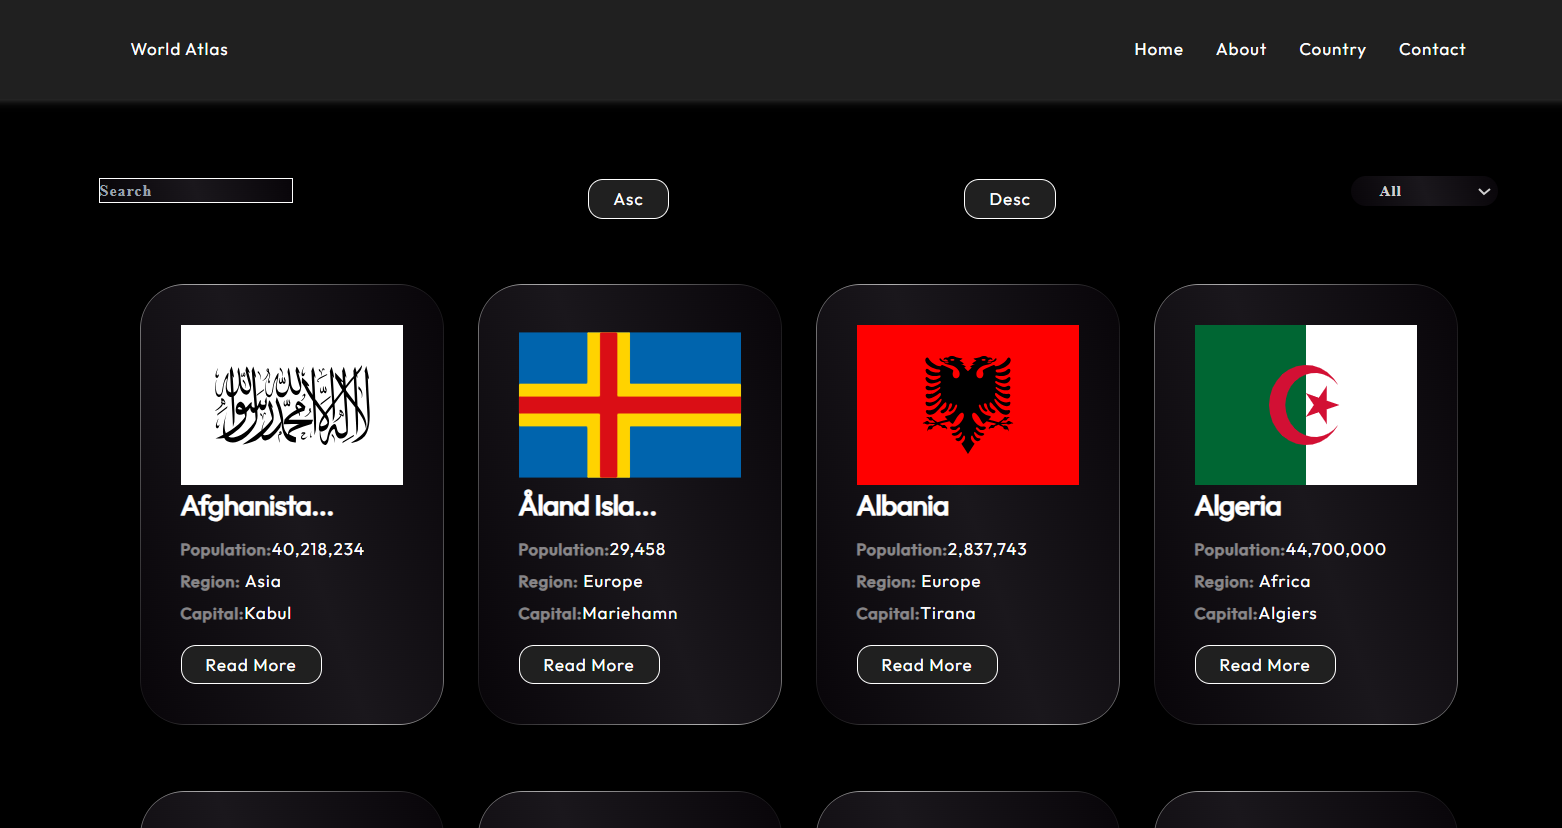 World Atlas
Home About Country Contact
Search
Asc
Desc
All
لا إله إلا الله محمد رسول الله
Afghanista...
Population:40,218,234
Region: Asia
Capital:Kabul
Read More
Åland Isla...
Population:29,458
Region: Europe
Capital:Mariehamn
Read More
Albania
Population:2,837,743
Region: Europe
Capital:Tirana
Read More
Algeria
Population:44,700,000
Region: Africa
Capital:Algiers
Read More